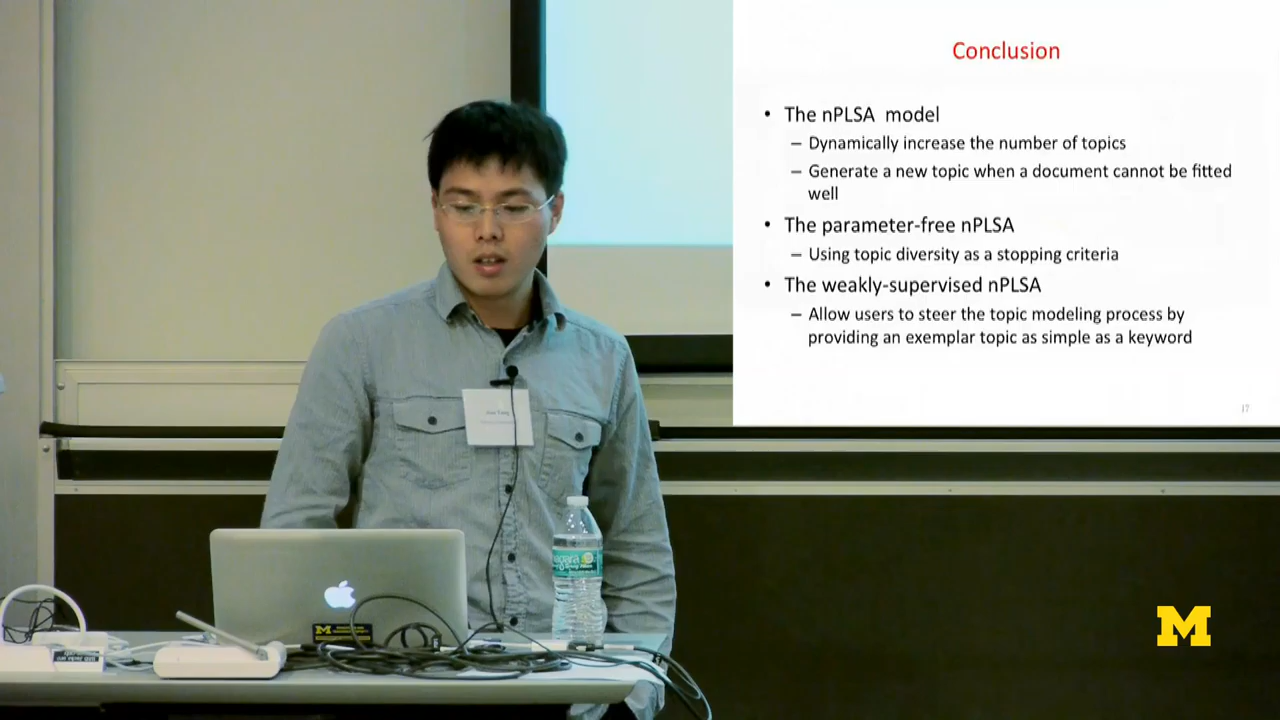 Conclusion
• The nPLSA model
– Dynamically increase the number of topics
– Generate a new topic when a document cannot be fitted
well
• The parameter-free nPLSA
– Using topic diversity as a stopping criteria
• The weakly-supervised nPLSA
– Allow users to steer the topic modeling process by
providing an exemplar topic as simple as a keyword
17
M
M